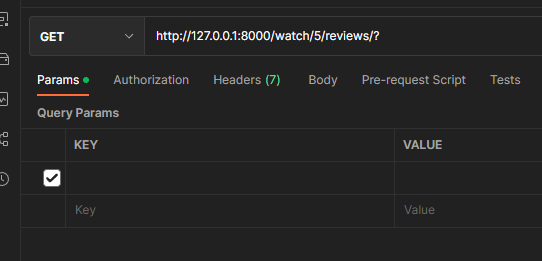 GET http://127.0.0.1:8000/watch/5/reviews/?
Params Authorization Headers (7) Body Pre-request Script Tests
Query Params
KEY VALUE
Key Value